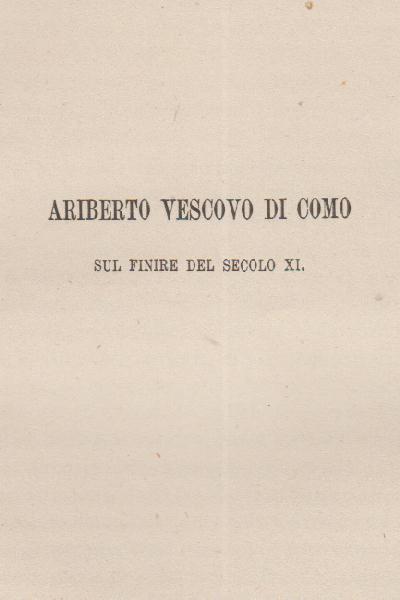 ARIBERTO VESCOVO DI COMO
SUL FINIRE DEL SECOLO XI.